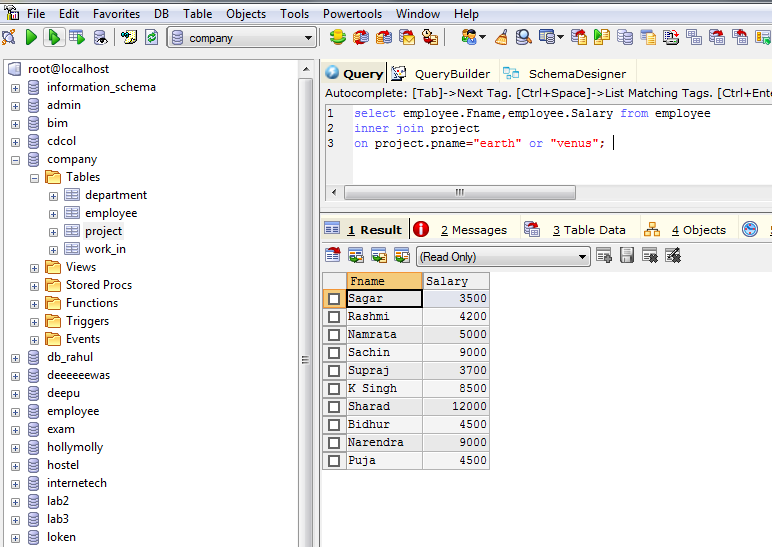 File Edit Favorites DB Table Objects Tools Powertools Window Help
company
root@localhost
information_schema
admin
bim
cdcol
company
Tables
department
employee
project
work_in
Views
Stored Procs
Functions
Triggers
Events
db_rahul
deeeeeewas
deepu
employee
exam
hollymolly
hostel
internetech
lab2
lab3
loken
Query QueryBuilder SchemaDesigner
Autocomplete: [Tab]->Next Tag. [Ctrl+Space]->List Matching Tags. [Ctrl+Ente
1 select employee.Fname,employee.Salary from employee
2 inner join project
3 on project.pname="earth" or "venus";
1 Result 2 Messages 3 Table Data 4 Objects
(Read Only)
Fname Salary
Sagar 3500
Rashmi 4200
Namrata 5000
Sachin 9000
Supraj 3700
K Singh 8500
Sharad 12000
Bidhur 4500
Narendra 9000
Puja 4500